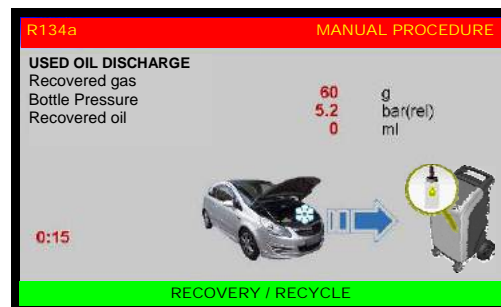 R134a MANUAL PROCEDURE
USED OIL DISCHARGE
Recovered gas 60 g
Bottle Pressure 5.2 bar(rel)
Recovered oil 0 ml
0:15
RECOVERY / RECYCLE